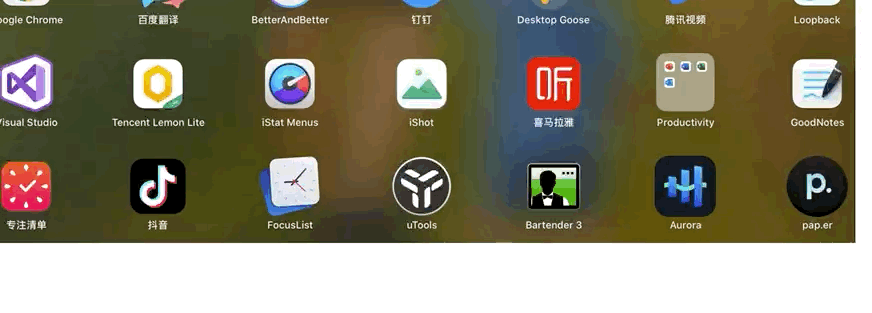 ogle Chrome
百度翻译
BetterAndBetter
钉钉
Desktop Goose
腾讯视频
Loopback
Visual Studio
Tencent Lemon Lite
iStat Menus
iShot
听
喜马拉雅
Productivity
GoodNotes
专注清单
抖音
FocusList
uTools
Bartender 3
Aurora
p.
pap.er